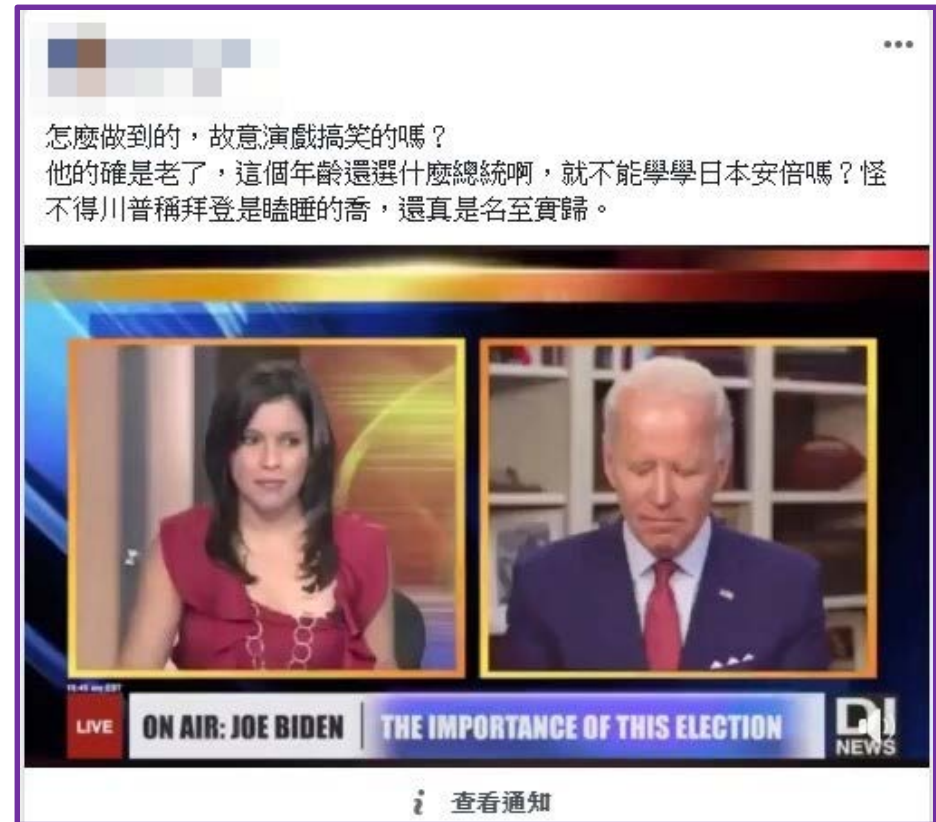 怎麼做到的，故意演戲搞笑的嗎？
他的確是老了，這個年齡還選什麼總統啊，就不能學學日本安倍嗎？怪
不得川普稱拜登是瞌睡的喬，還真是名至實歸。
LIVE
ON AIR: JOE BIDEN
THE IMPORTANCE OF THIS ELECTION
NEWS
查看通知